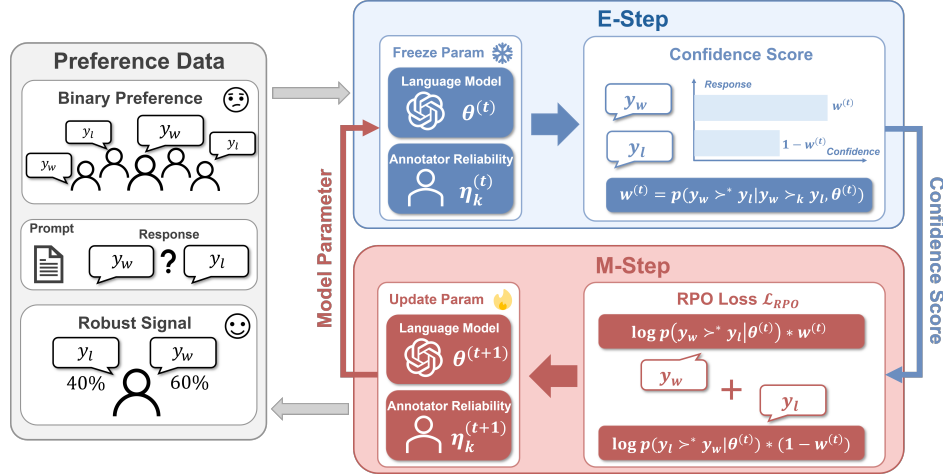 Preference Data
Binary Preference
y_l
y_w
y_w
y_l
Prompt
Response
y_w
?
y_l
Robust Signal
y_l
y_w
40%
60%
Model Parameter
E-Step
Freeze Param
Language Model
θ^(t)
Annotator Reliability
η_k^(t)
Confidence Score
y_w
y_l
Response
w^(t)
1 − w^(t)
Confidence
w^(t) = p(y_w ≻* y_l|y_w ≻_k y_l, θ^(t))
Confidence Score
M-Step
Update Param
Language Model
θ^(t+1)
Annotator Reliability
η_k^(t+1)
RPO Loss ℒ_RPO
log p(y_w ≻* y_l|θ^(t)) * w^(t)
y_w
+
y_l
log p(y_l ≻* y_w|θ^(t)) * (1 − w^(t))